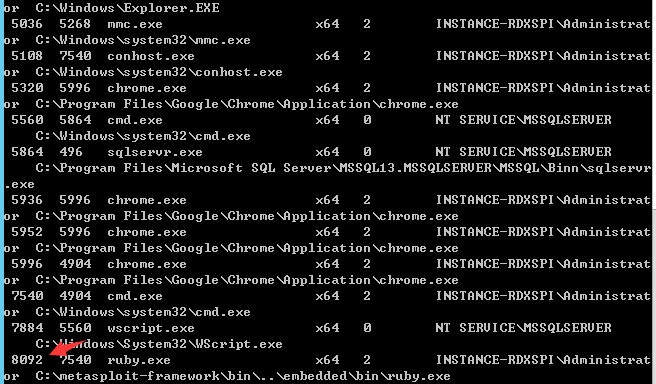 or  C:\Windows\Explorer.EXE
5036  5268  mmc.exe  x64  2  INSTANCE-RDXSPI\Administrat
or  C:\Windows\system32\mmc.exe
5108  7540  conhost.exe  x64  2  INSTANCE-RDXSPI\Administrat
or  C:\Windows\system32\conhost.exe
5320  5996  chrome.exe  x64  2  INSTANCE-RDXSPI\Administrat
or  C:\Program Files\Google\Chrome\Application\chrome.exe
5560  5864  cmd.exe  x64  0  NT SERVICE\MSSQLSERVER
C:\Windows\system32\cmd.exe
5864  496  sqlservr.exe  x64  0  NT SERVICE\MSSQLSERVER
C:\Program Files\Microsoft SQL Server\MSSQL13.MSSQLSERVER\MSSQL\Binn\sqlservr
.exe
5936  5996  chrome.exe  x64  2  INSTANCE-RDXSPI\Administrat
or  C:\Program Files\Google\Chrome\Application\chrome.exe
5952  5996  chrome.exe  x64  2  INSTANCE-RDXSPI\Administrat
or  C:\Program Files\Google\Chrome\Application\chrome.exe
5996  4904  chrome.exe  x64  2  INSTANCE-RDXSPI\Administrat
or  C:\Program Files\Google\Chrome\Application\chrome.exe
7540  4904  cmd.exe  x64  2  INSTANCE-RDXSPI\Administrat
or  C:\Windows\system32\cmd.exe
7884  5560  wscript.exe  x64  0  NT SERVICE\MSSQLSERVER
C:\Windows\System32\WScript.exe
8092  7540  ruby.exe  x64  2  INSTANCE-RDXSPI\Administrat
or  C:\metasploit-framework\bin\..\embedded\bin\ruby.exe